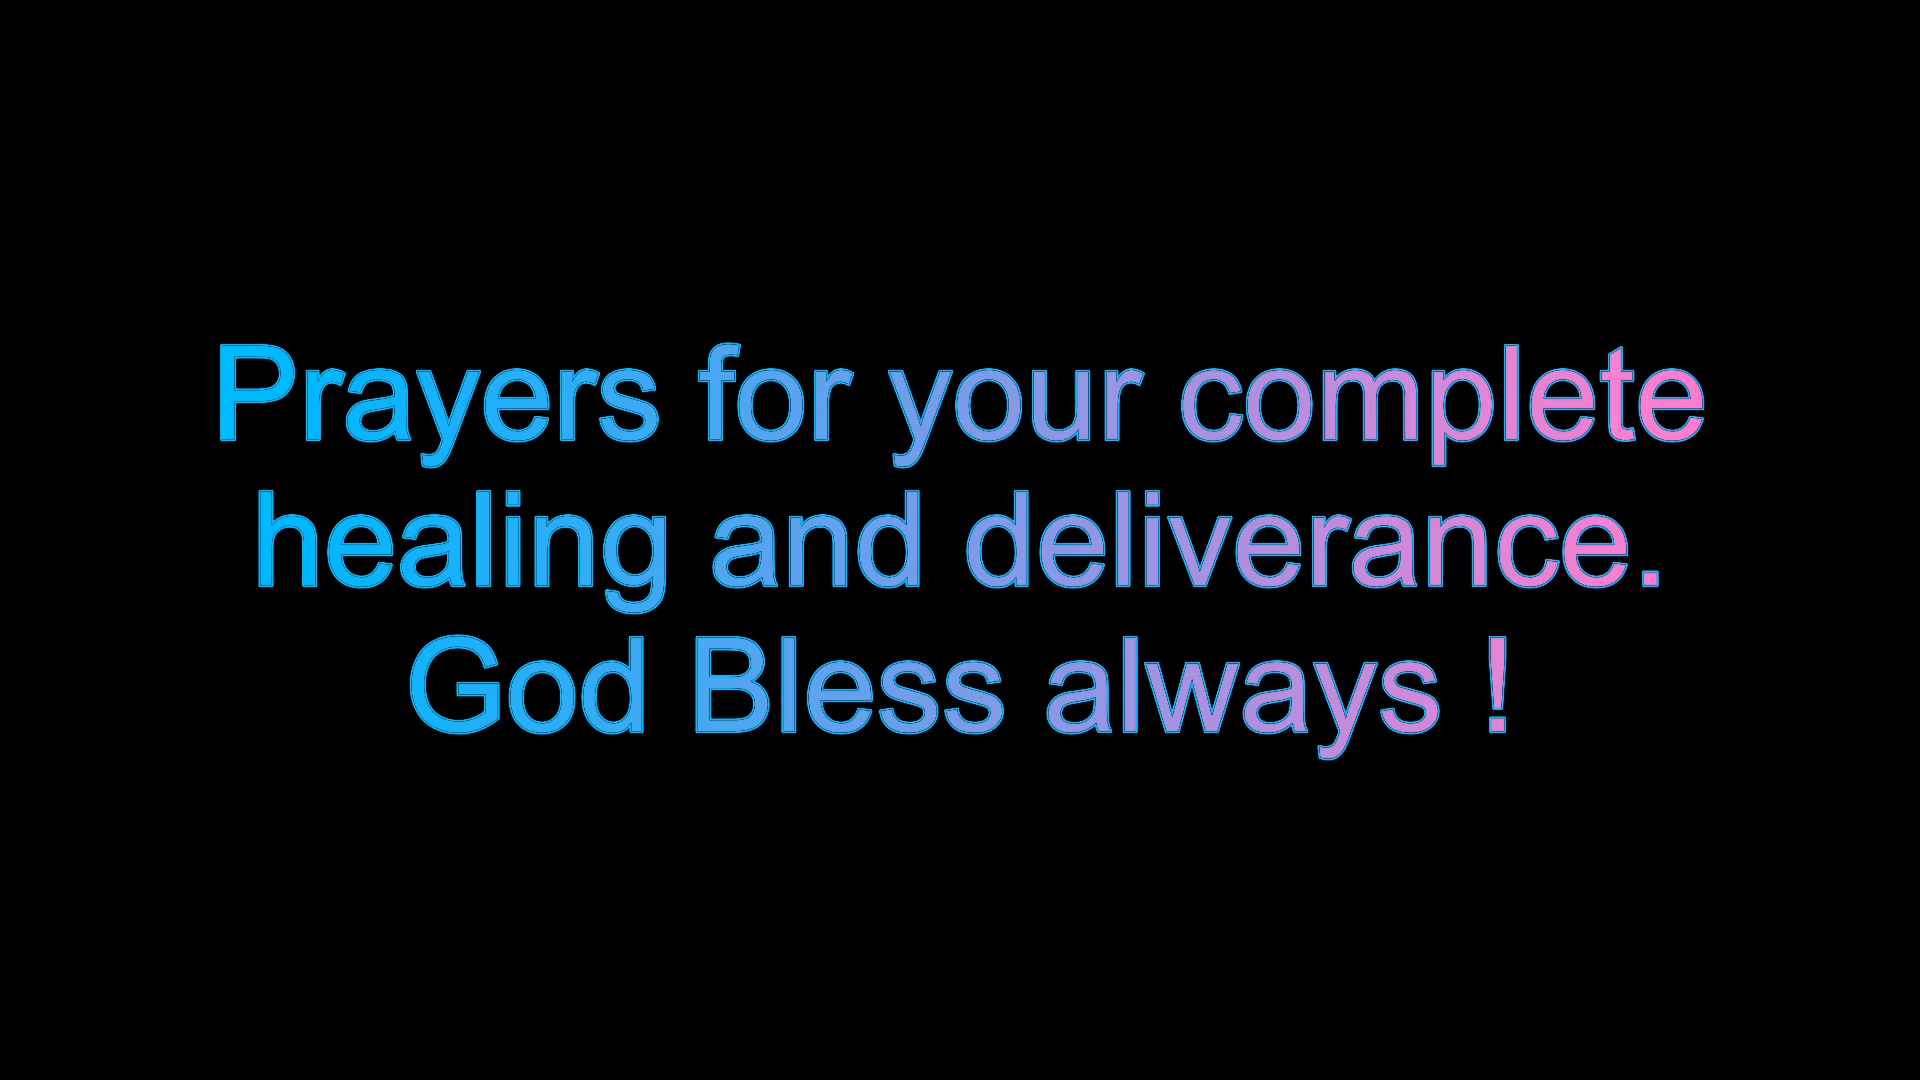 Prayers for your complete
healing and deliverance.
God Bless always !